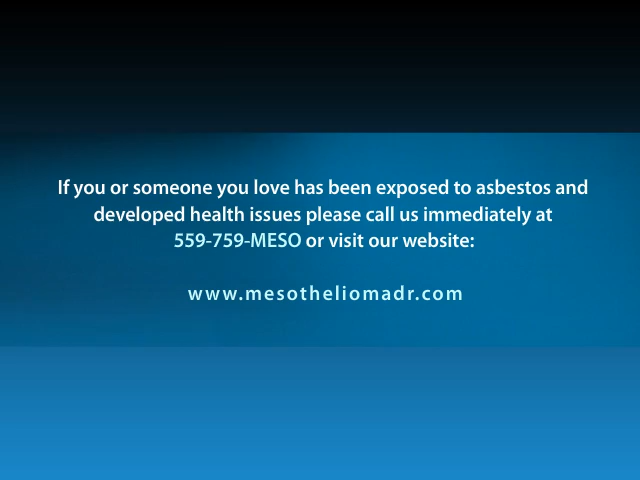 If you or someone you love has been exposed to asbestos and
developed health issues please call us immediately at
559-759-MESO or visit our website:
www.mesotheliomadr.com